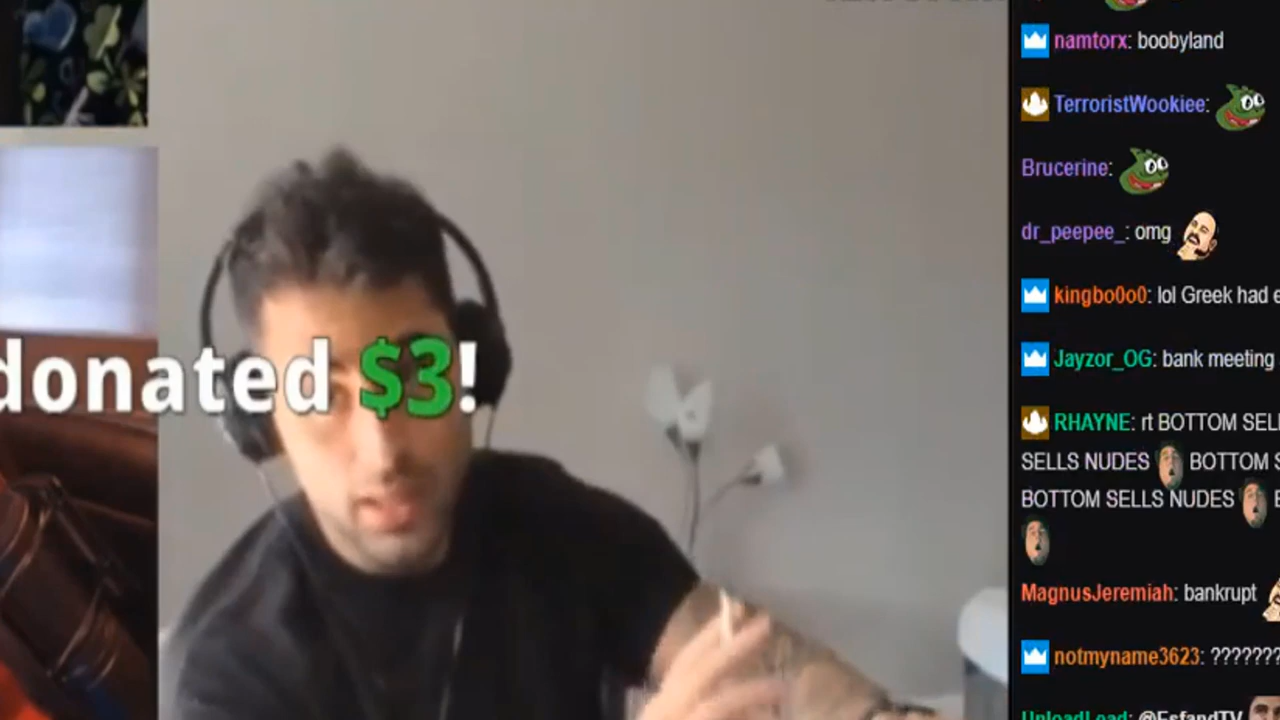 donated $3!
namtorx: boobyland
TerroristWookiee:
Brucerine:
dr_peepee_: omg
kingbo0o0: lol Greek had e
Jayzor_OG: bank meeting
RHAYNE: rt BOTTOM SELL
SELLS NUDES BOTTOM S
BOTTOM SELLS NUDES
MagnusJeremiah: bankrupt
notmyname3623: ???????
UploadLoad: @EsfandTV